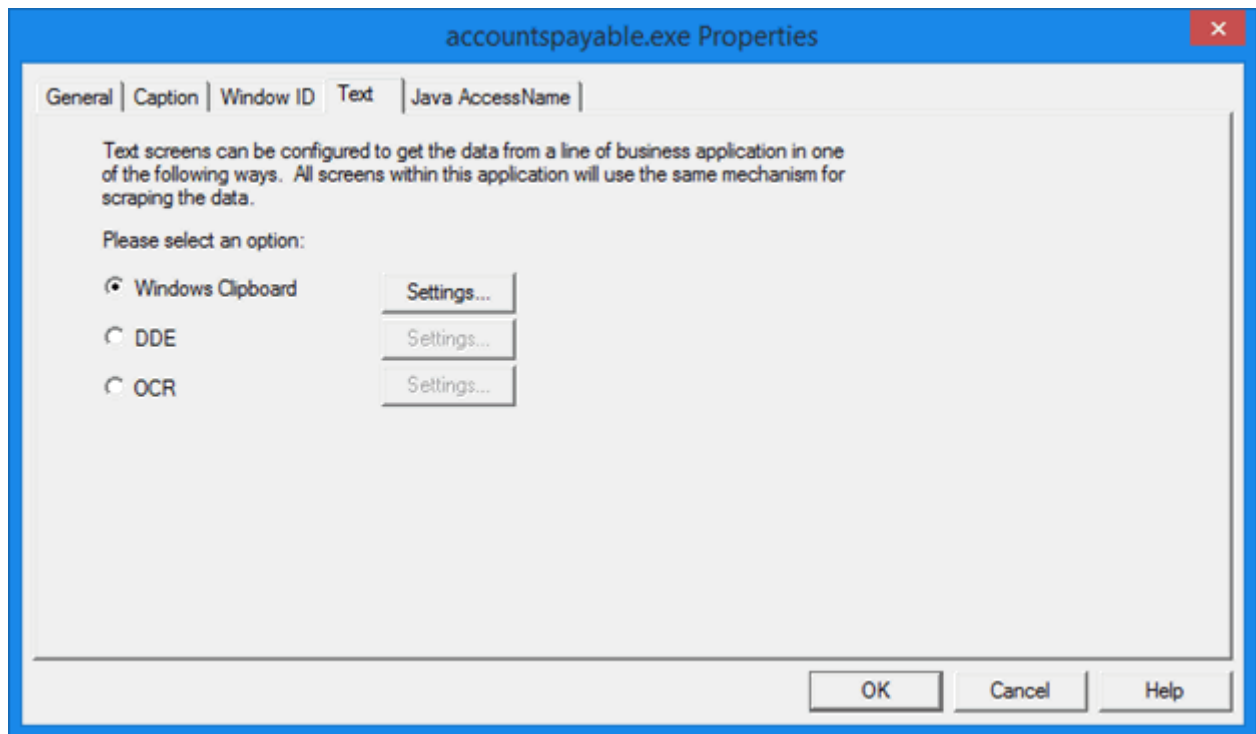 accountspayable.exe Properties
General Caption Window ID Text Java AccessName
Text screens can be configured to get the data from a line of business application in one
of the following ways. All screens within this application will use the same mechanism for
scraping the data.
Please select an option:
Windows Clipboard Settings...
DDE Settings...
OCR Settings...
OK Cancel Help